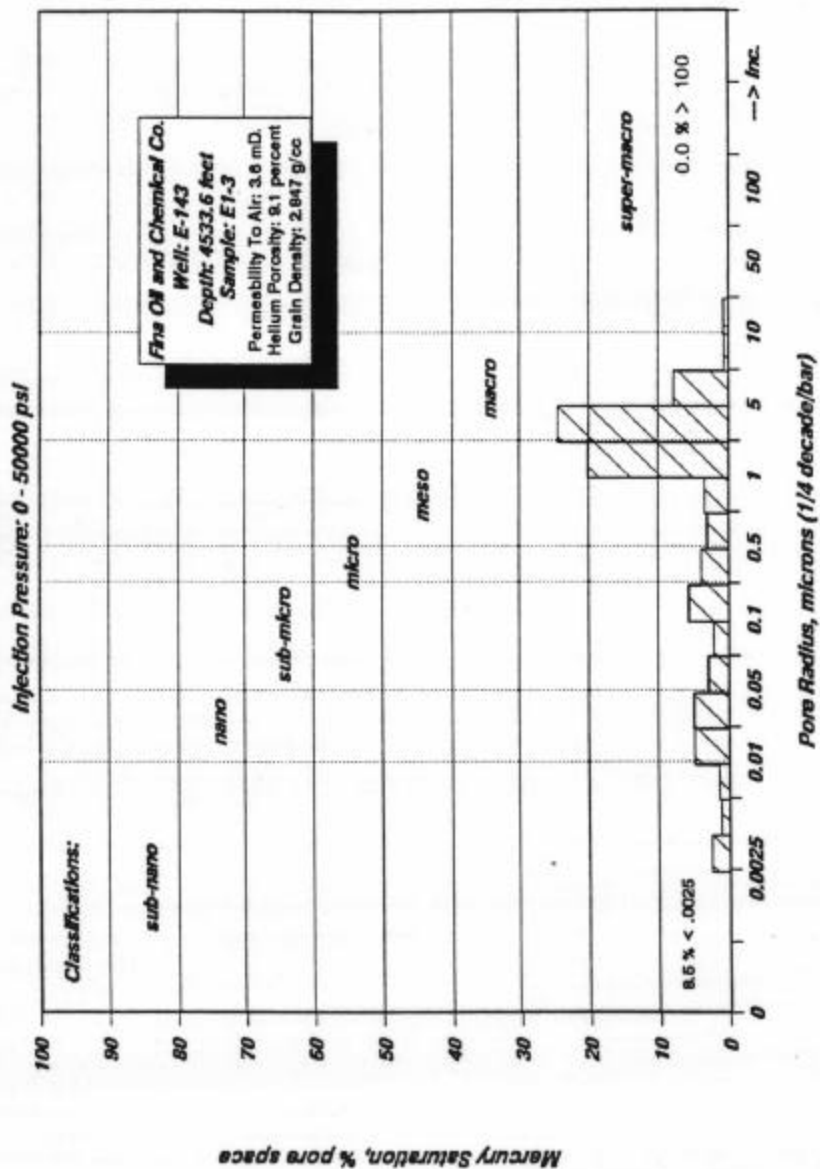 Injection Pressure: 0 - 50000 psi
Classifications:
sub-nano
nano
sub-micro
micro
meso
macro
super-macro
Fina Oil and Chemical Co.
Well: E-143
Depth: 4533.6 feet
Sample: E1-3
Permeability To Air: 3.6 mD.
Helium Porosity: 9.1 percent
Grain Density: 2.847 g/cc
8.5 % < .0025
0.0 % > 100
Mercury Saturation, % pore space
100
90
80
70
60
50
40
30
20
10
0
0 0.0025 0.01 0.05 0.1 0.5 1 5 10 50 100 ---> Inc.
Pore Radius, microns (1/4 decade/bar)